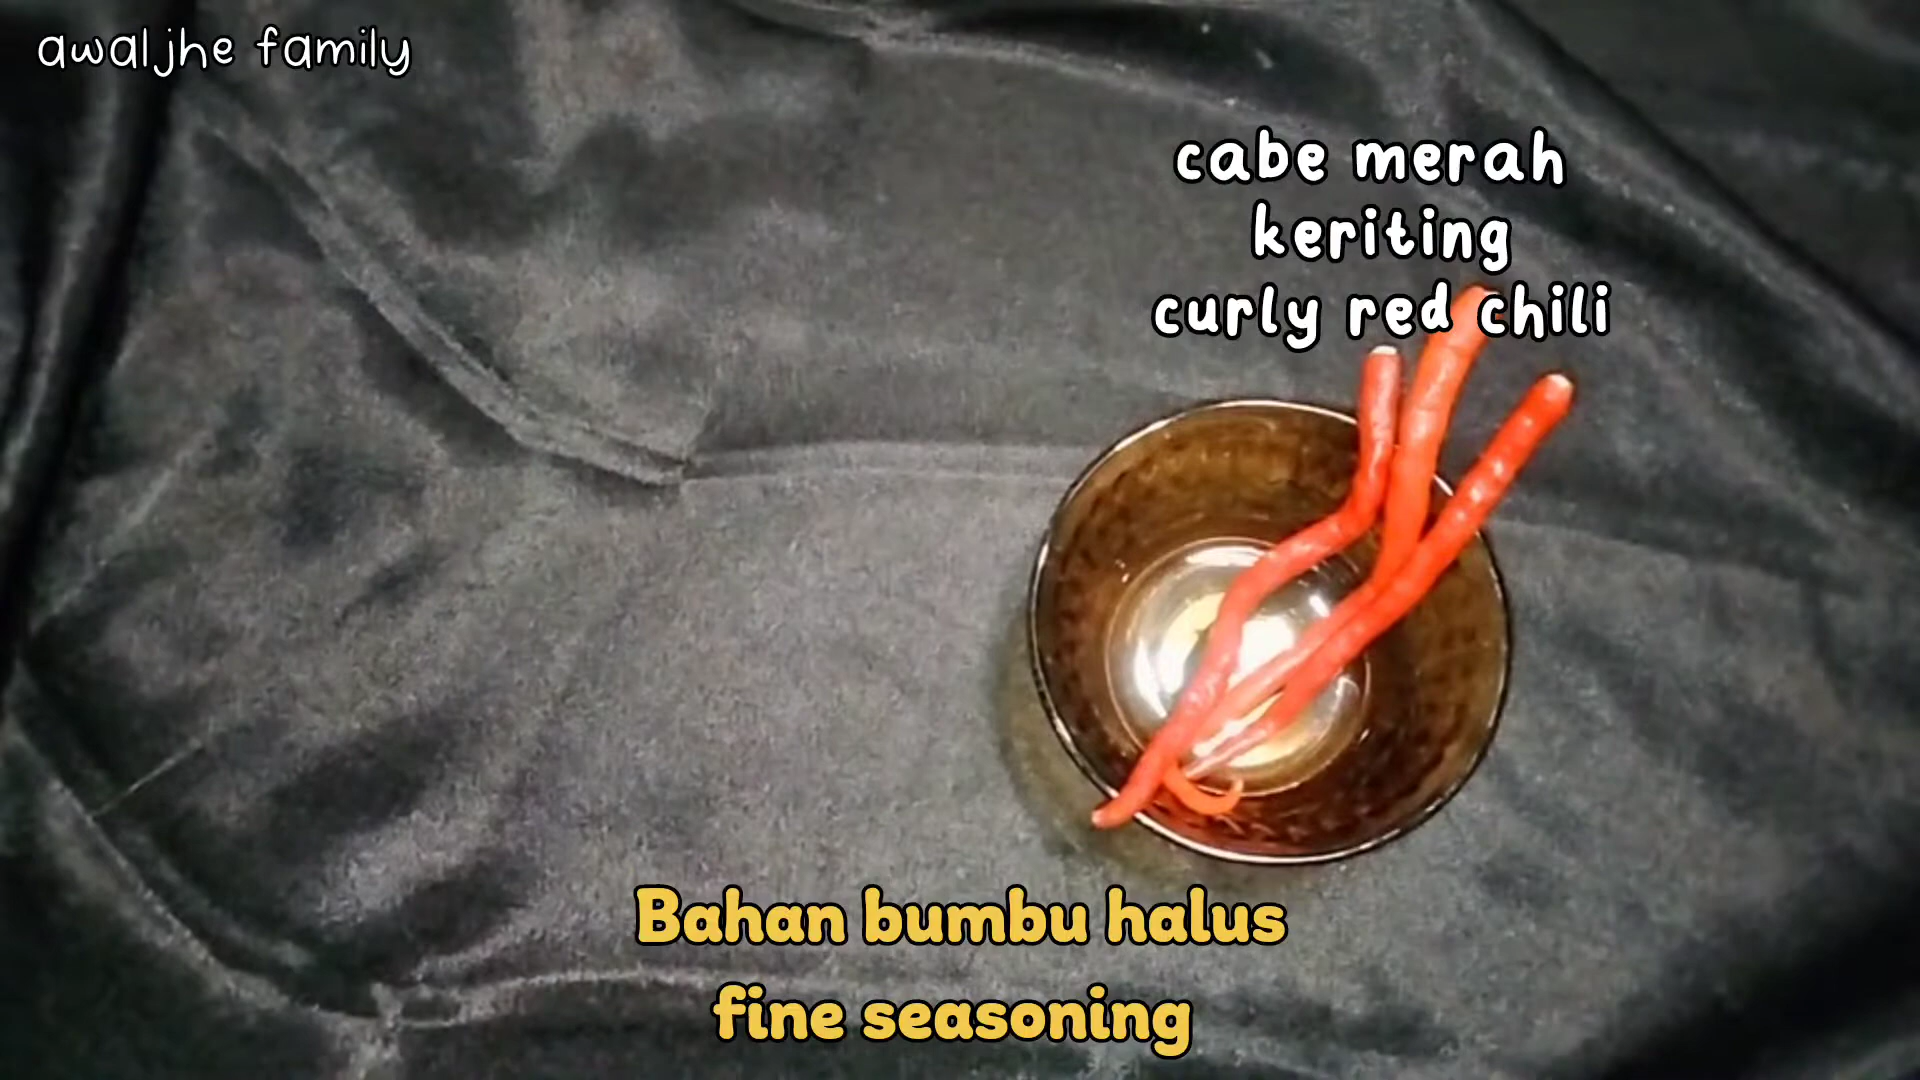 awaljhe family
cabe merah
keriting
curly red chili
Bahan bumbu halus
fine seasoning